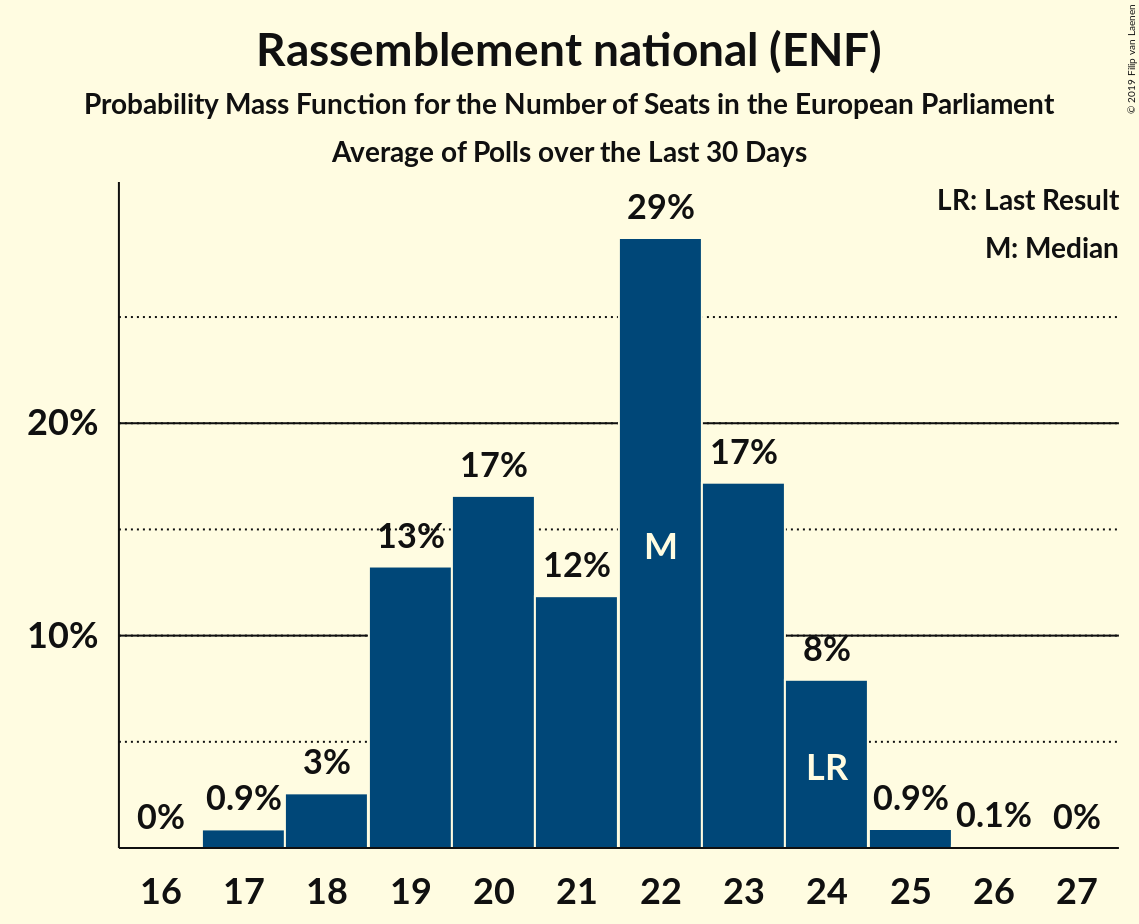 Rassemblement national (ENF)
Probability Mass Function for the Number of Seats in the European Parliament
Average of Polls over the Last 30 Days
© 2019 Filip van Laenen
LR: Last Result
M: Median
20%
10%
0%
0.9%
3%
13%
17%
12%
29%
17%
8%
0.9%
0.1%
0%
M
LR
16 17 18 19 20 21 22 23 24 25 26 27